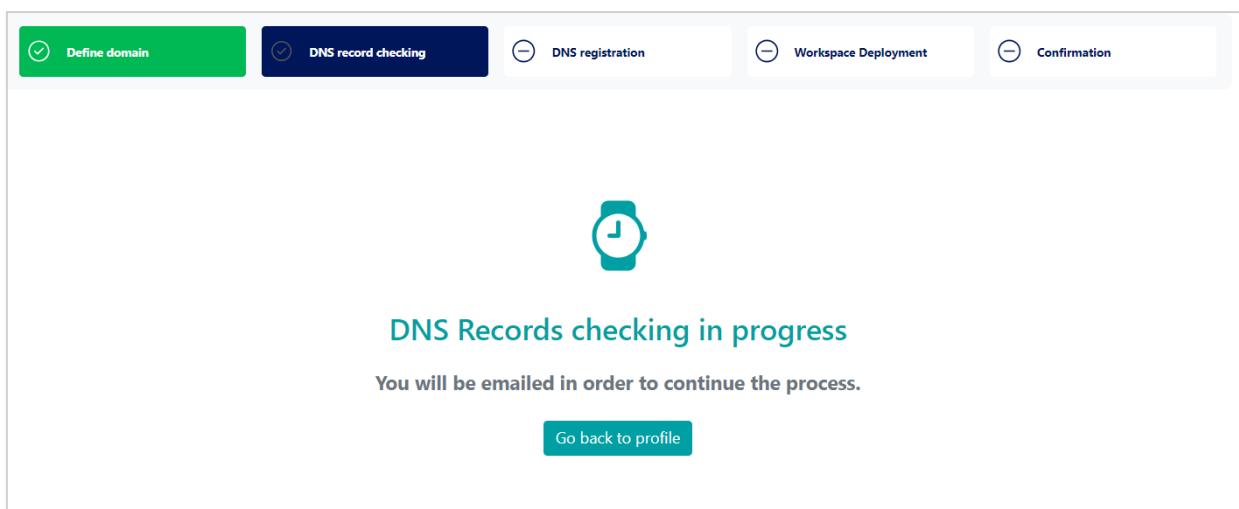 Define domain
DNS record checking
DNS registration
Workspace Deployment
Confirmation
DNS Records checking in progress
You will be emailed in order to continue the process.
Go back to profile